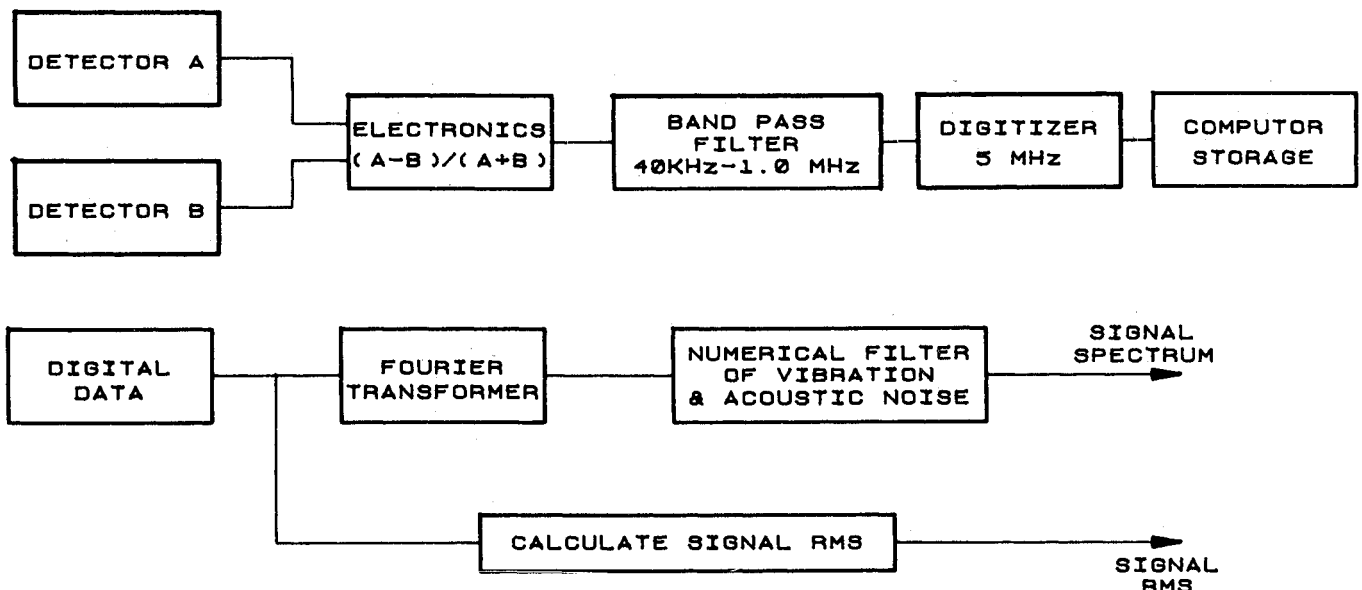 DETECTOR A
DETECTOR B
ELECTRONICS
(A-B)/(A+B)
BAND PASS
FILTER
40KHz-1.0 MHz
DIGITIZER
5 MHz
COMPUTOR
STORAGE
DIGITAL
DATA
FOURIER
TRANSFORMER
NUMERICAL FILTER
OF VIBRATION
& ACOUSTIC NOISE
SIGNAL
SPECTRUM
CALCULATE SIGNAL RMS
SIGNAL
RMS